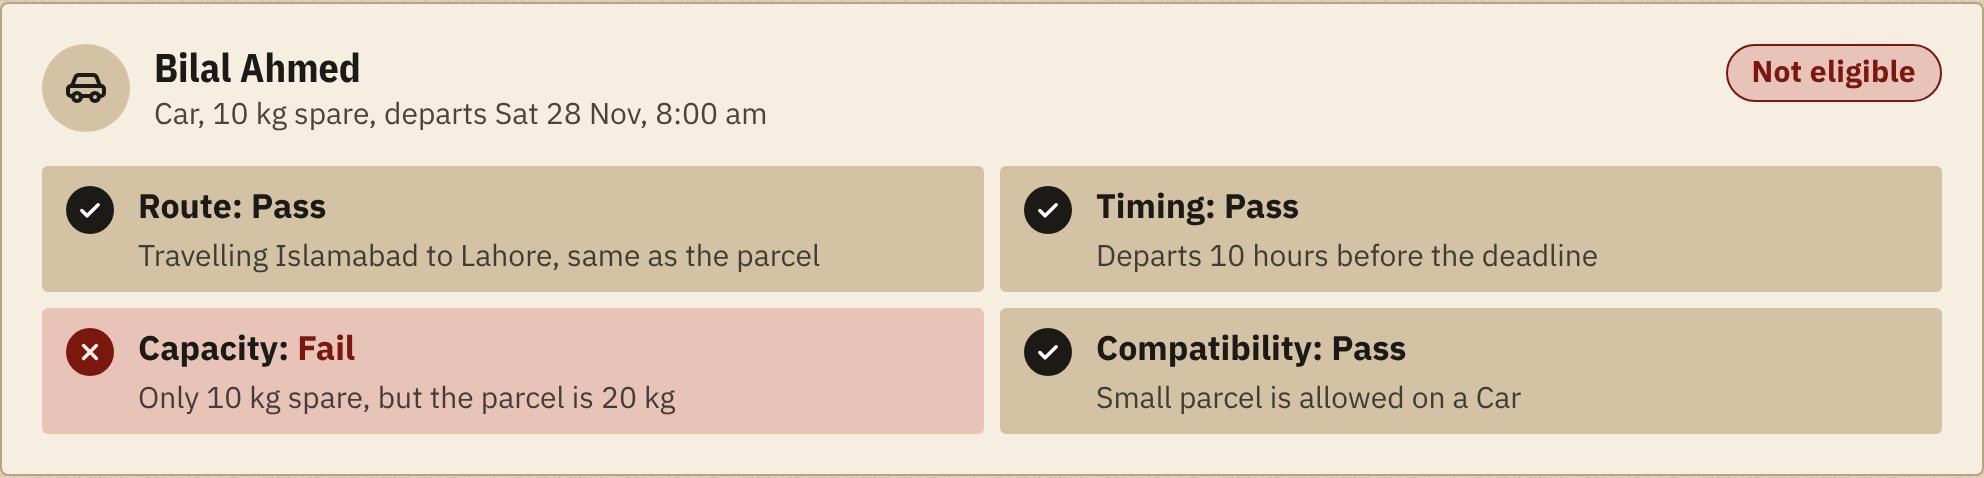 Bilal Ahmed
Not eligible
Car, 10 kg spare, departs Sat 28 Nov, 8:00 am
Route: Pass
Travelling Islamabad to Lahore, same as the parcel
Timing: Pass
Departs 10 hours before the deadline
Capacity: Fail
Only 10 kg spare, but the parcel is 20 kg
Compatibility: Pass
Small parcel is allowed on a Car